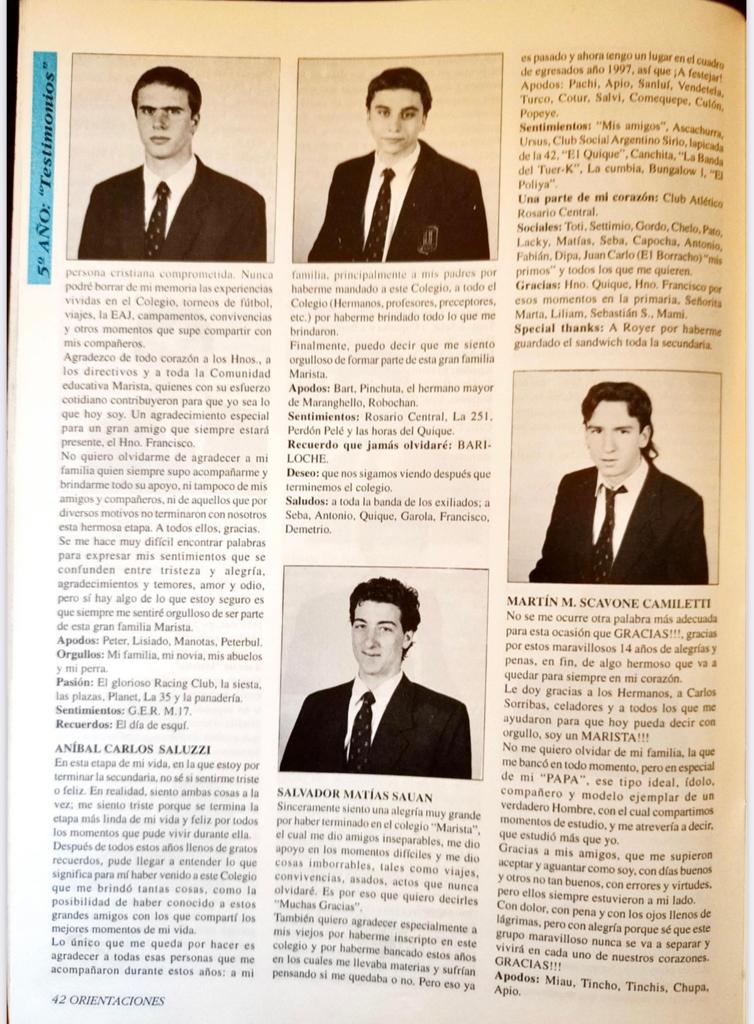 5º AÑO: "Testimonios"
persona cristiana comprometida. Nunca
podré borrar de mi memoria las experiencias
vividas en el Colegio, torneos de fútbol,
viajes, la EAJ, campamentos, convivencias
y otros momentos que supe compartir con
mis compañeros.
Agradezco de todo corazón a los Hnos., a
los directivos y a toda la Comunidad
educativa Marista, quienes con su esfuerzo
cotidiano contribuyeron para que yo sea lo
que hoy soy. Un agradecimiento especial
para un gran amigo que siempre estará
presente, el Hno. Francisco.
No quiero olvidarme de agradecer a mi
familia quien siempre supo acompañarme y
brindarme todo su apoyo, ni tampoco de mis
amigos y compañeros, ni de aquellos que por
diversos motivos no terminaron con nosotros
esta hermosa etapa. A todos ellos, gracias.
Se me hace muy difícil encontrar palabras
para expresar mis sentimientos que se
confunden entre tristeza y alegría,
agradecimientos y temores, amor y odio,
pero sí hay algo de lo que estoy seguro es
que siempre me sentiré orgulloso de ser parte
de esta gran familia Marista.
Apodos: Peter, Lisiado, Manotas, Peterbul.
Orgullos: Mi familia, mi novia, mis abuelos
y mi perra.
Pasión: El glorioso Racing Club, la siesta,
las plazas, Planet, La 35 y la panadería.
Sentimientos: G.E.R. M.17.
Recuerdos: El día de esquí.
ANÍBAL CARLOS SALUZZI
En esta etapa de mi vida, en la que estoy por
terminar la secundaria, no sé si sentirme triste
o feliz. En realidad, siento ambas cosas a la
vez; me siento triste porque se termina la
etapa más linda de mi vida y feliz por todos
los momentos que pude vivir durante ella.
Después de todos estos años llenos de gratos
recuerdos, pude llegar a entender lo que
significa para mí haber venido a este Colegio
que me brindó tantas cosas, como la
posibilidad de haber conocido a estos
grandes amigos con los que compartí los
mejores momentos de mi vida.
Lo único que me queda por hacer es
agradecer a todas esas personas que me
acompañaron durante estos años: a mi
familia, principalmente a mis padres por
haberme mandado a este Colegio, a todo el
Colegio (Hermanos, profesores, preceptores,
etc.) por haberme brindado todo lo que me
brindaron.
Finalmente, puedo decir que me siento
orgulloso de formar parte de esta gran familia
Marista.
Apodos: Bart, Pinchuta, el hermano mayor
de Maranghello, Robochan.
Sentimientos: Rosario Central, La 251,
Perdón Pelé y las horas del Quique.
Recuerdo que jamás olvidaré: BARI-
LOCHE.
Deseo: que nos sigamos viendo después que
terminemos el colegio.
Saludos: a toda la banda de los exiliados; a
Seba, Antonio, Quique, Garola, Francisco,
Demetrio.
SALVADOR MATÍAS SAUAN
Sinceramente siento una alegría muy grande
por haber terminado en el colegio "Marista",
el cual me dio amigos inseparables, me dio
apoyo en los momentos difíciles y me dio
cosas imborrables, tales como viajes,
convivencias, asados, actos que nunca
olvidaré. Es por eso que quiero decirles
"Muchas Gracias".
También quiero agradecer especialmente a
mis viejos por haberme inscripto en este
colegio y por haberme bancado estos años
en los cuales me llevaba materias y sufrían
pensando si me quedaba o no. Pero eso ya
es pasado y ahora tengo un lugar en el cuadro
de egresados año 1997, así que ¡A festejar!
Apodos: Pachi, Apio, Sanluí, Vendetela,
Turco, Cotur, Salvi, Comequepe, Culón,
Popeye.
Sentimientos: "Mis amigos", Ascachurra,
Ursus, Club Social Argentino Sirio, lapicada
de la 42, "El Quique", Canchita, "La Banda
del Tuer-K", La cumbia, Bungalow 1, "El
Poliya".
Una parte de mi corazón: Club Atlético
Rosario Central.
Sociales: Toti, Settimio, Gordo, Chelo, Pato,
Lacky, Matías, Seba, Capocha, Antonio,
Fabián, Dipa, Juan Carlo (El Borracho) "mis
primos" y todos los que me quieren.
Gracias: Hno. Quique, Hno. Francisco por
esos momentos en la primaria, Señorita
Marta, Liliam, Sebastián S., Mami.
Special thanks: A Royer por haberme
guardado el sandwich toda la secundaria.
MARTÍN M. SCAVONE CAMILETTI
No se me ocurre otra palabra más adecuada
para esta ocasión que GRACIAS!!!, gracias
por estos maravillosos 14 años de alegrías y
penas, en fin, de algo hermoso que va a
quedar para siempre en mi corazón.
Le doy gracias a los Hermanos, a Carlos
Sorribas, celadores y a todos los que me
ayudaron para que hoy pueda decir con
orgullo, soy un MARISTA!!!
No me quiero olvidar de mi familia, la que
me bancó en todo momento, pero en especial
de mi "PAPA", ese tipo ideal, ídolo,
compañero y modelo ejemplar de un
verdadero Hombre, con el cual compartimos
momentos de estudio, y me atrevería a decir,
que estudió más que yo.
Gracias a mis amigos, que me supieron
aceptar y aguantar como soy, con días buenos
y otros no tan buenos, con errores y virtudes,
pero ellos siempre estuvieron a mi lado.
Con dolor, con pena y con los ojos llenos de
lágrimas, pero con alegría porque sé que este
grupo maravilloso nunca se va a separar y
vivirá en cada uno de nuestros corazones.
GRACIAS!!!
Apodos: Miau, Tincho, Tinchis, Chupa,
Apio.
42 ORIENTACIONES